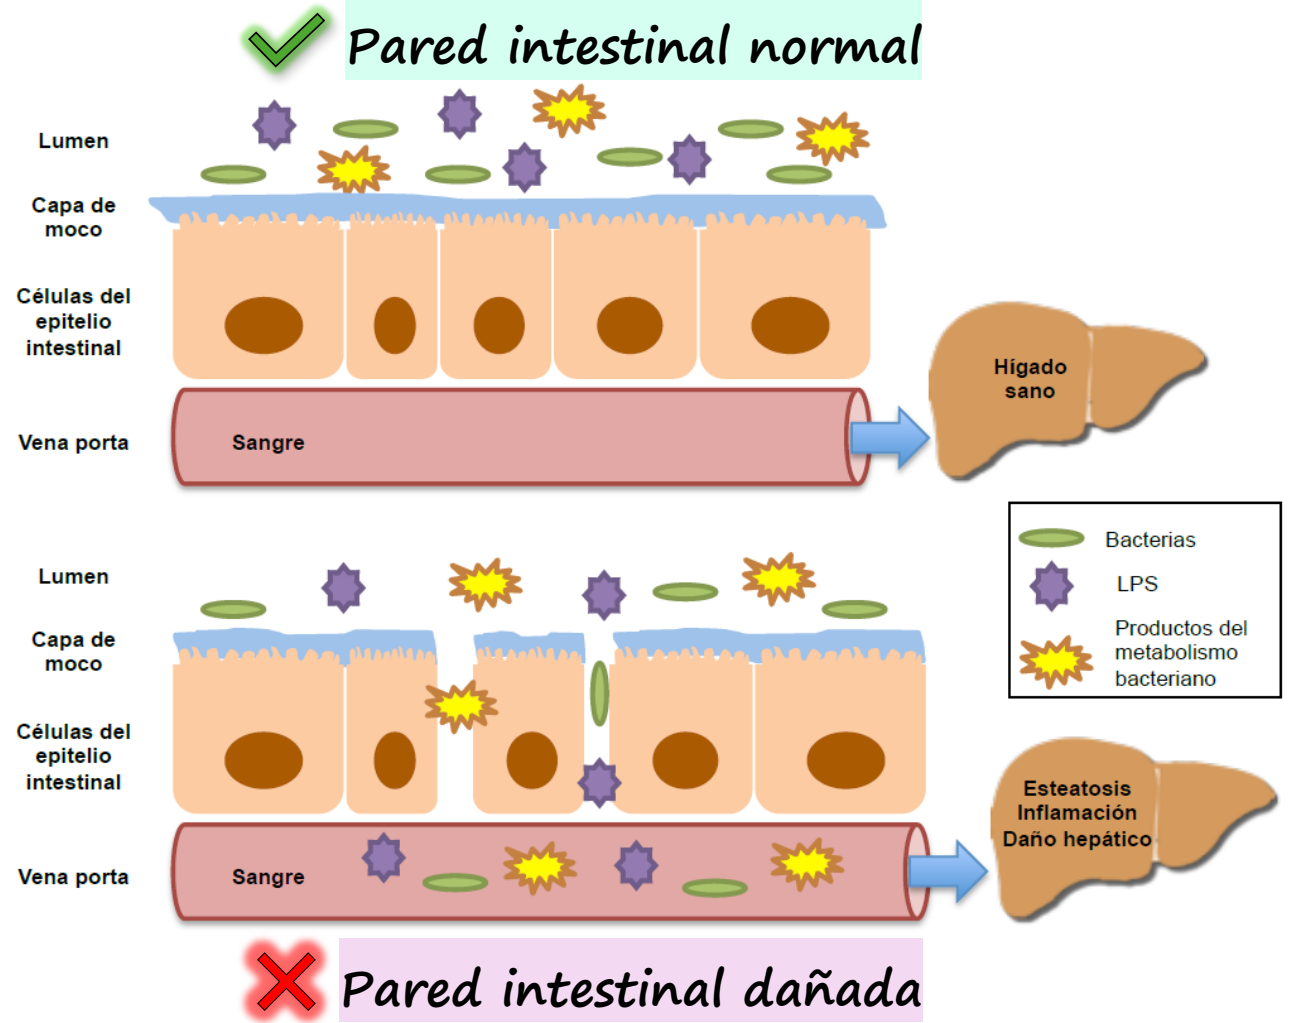 Pared intestinal normal
Lumen
Capa de
moco
Células del
epitelio
intestinal
Hígado
sano
Vena porta
Sangre
Bacterias
LPS
Productos del
metabolismo
bacteriano
Lumen
Capa de
moco
Células del
epitelio
intestinal
Esteatosis
Inflamación
Daño hepático
Vena porta
Sangre
Pared intestinal dañada